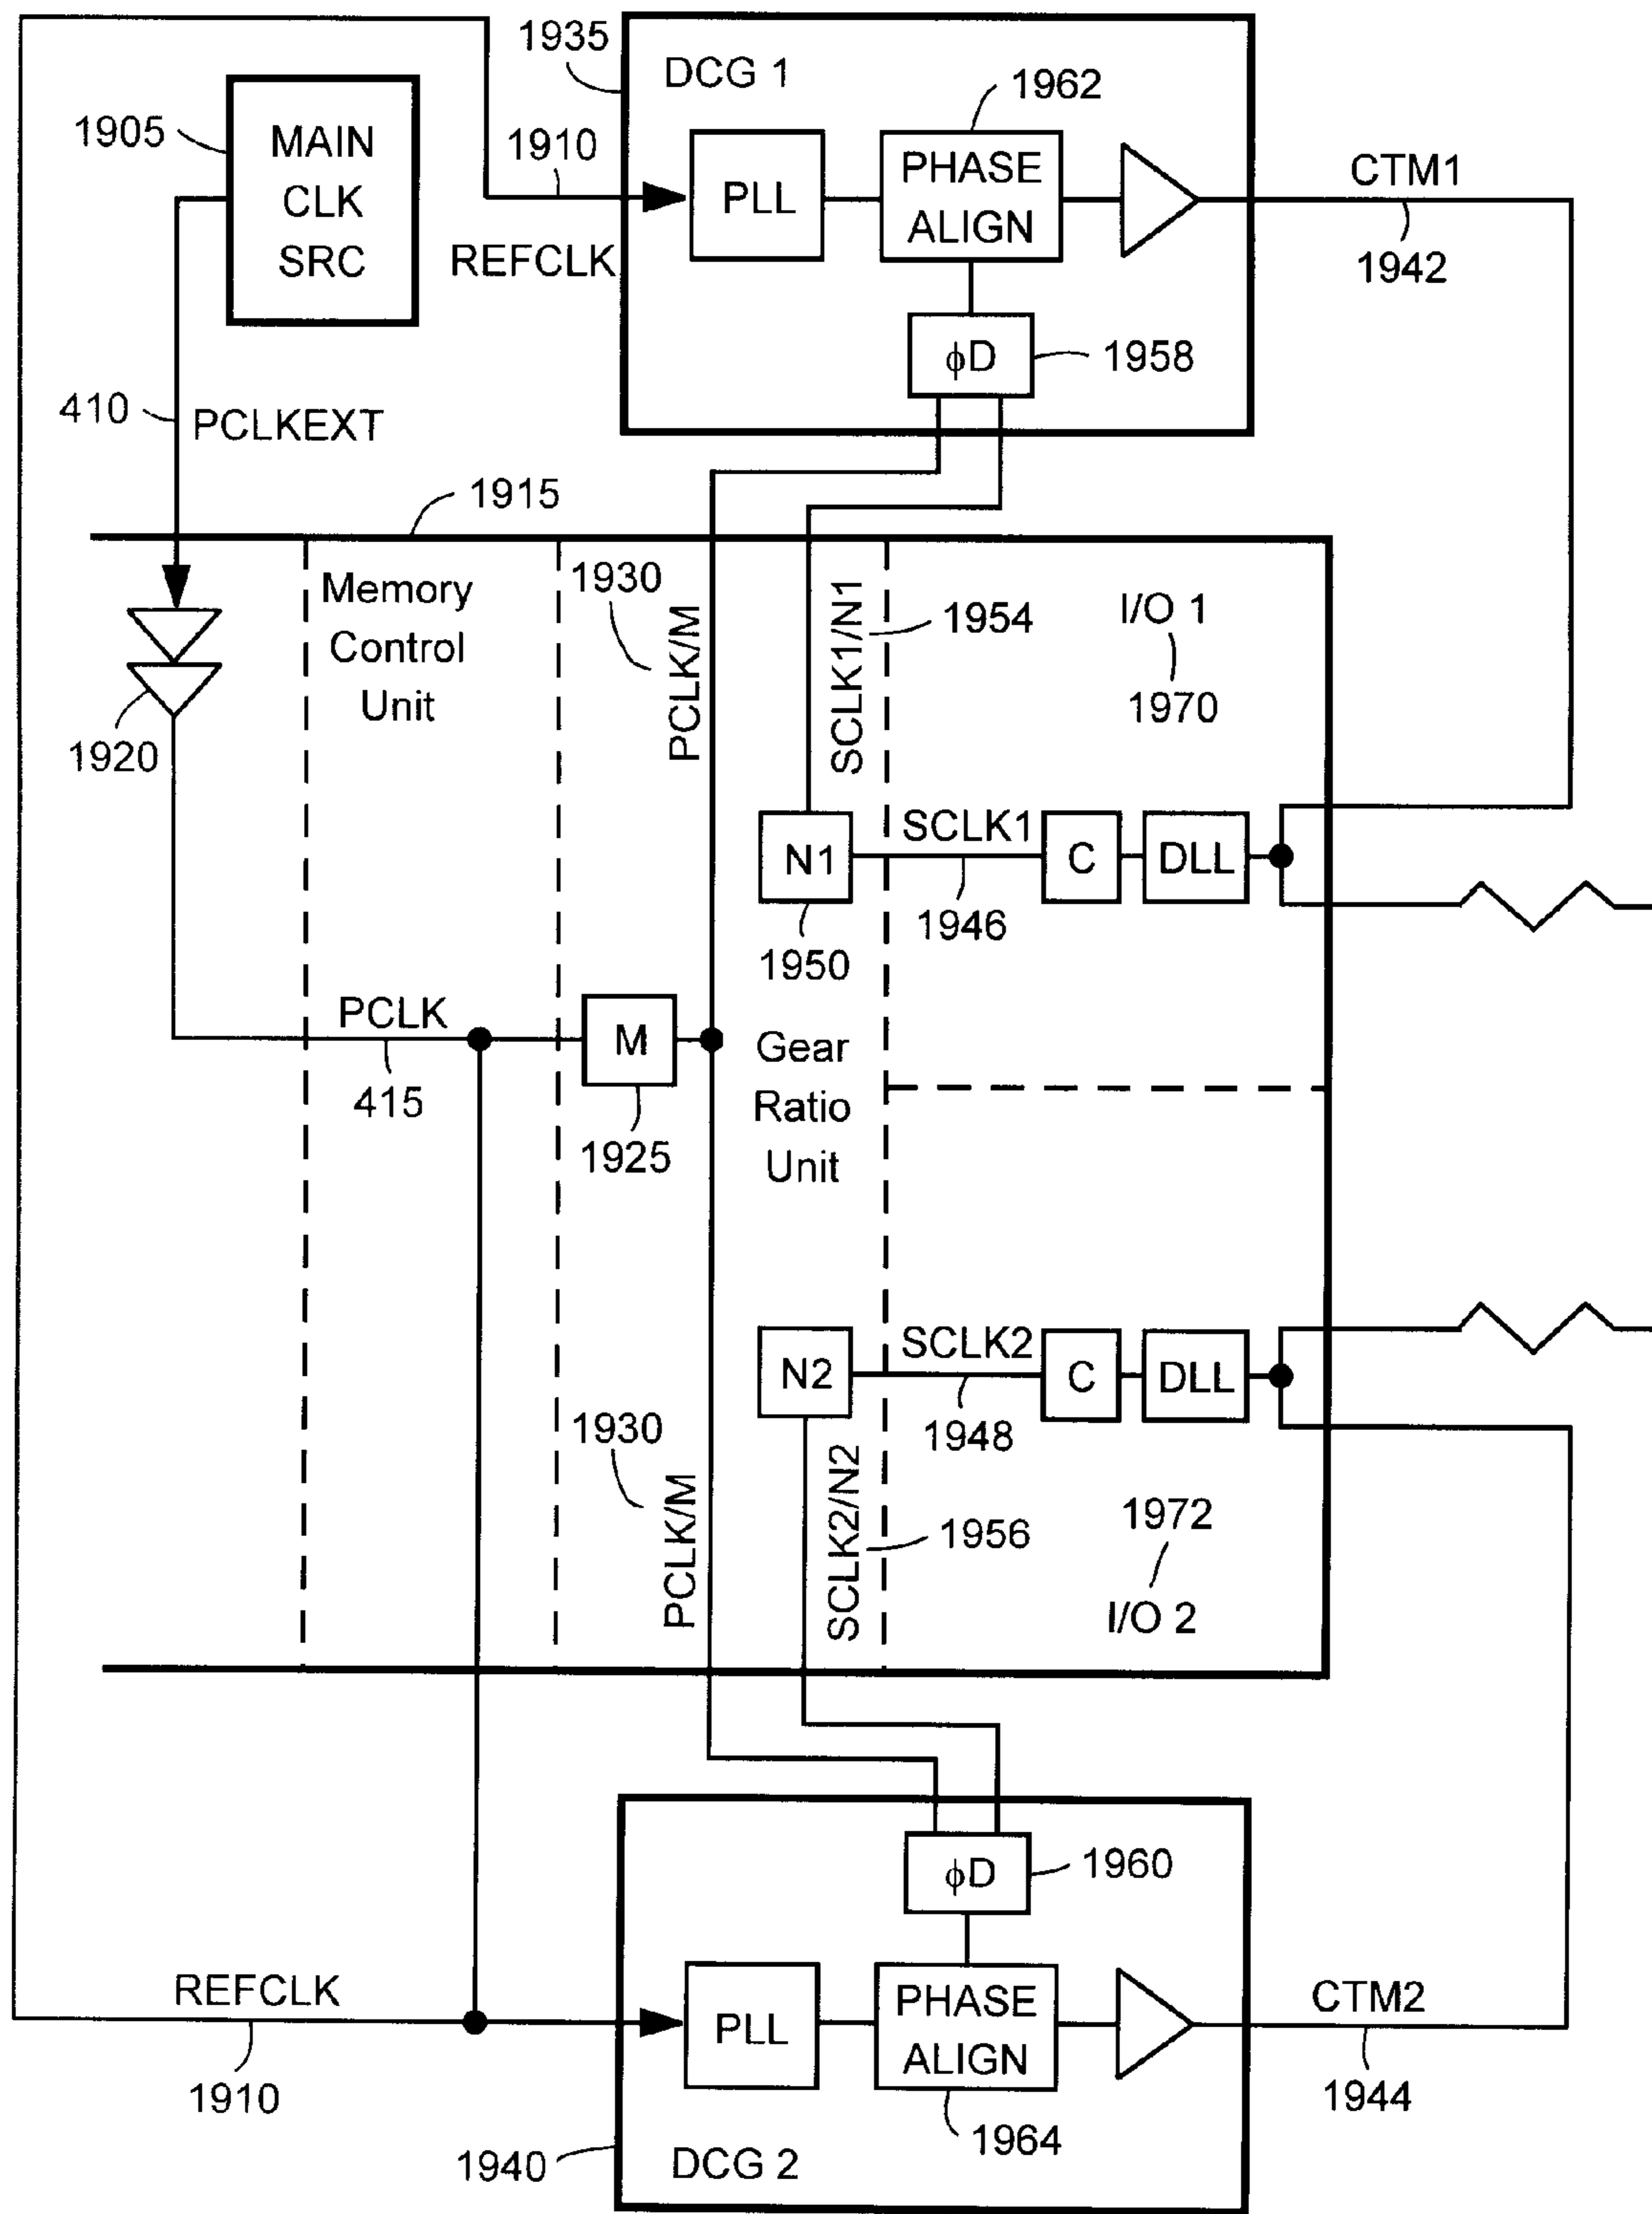 1935
DCG 1
1962
1905
MAIN
CLK
SRC
1910
REFCLK
PLL
PHASE
ALIGN
CTM1
1942
φD
1958
410
PCLKEXT
1915
Memory
Control
Unit
1930
PCLK/M
SCLK1/N1
1954
I/O 1
1970
1920
N1
SCLK1
C
DLL
1946
1950
PCLK
415
M
1925
Gear
Ratio
Unit
N2
SCLK2
C
DLL
1948
1930
PCLK/M
SCLK2/N2
1956
1972
I/O 2
φD
1960
REFCLK
1910
PLL
PHASE
ALIGN
CTM2
1944
1964
1940
DCG 2